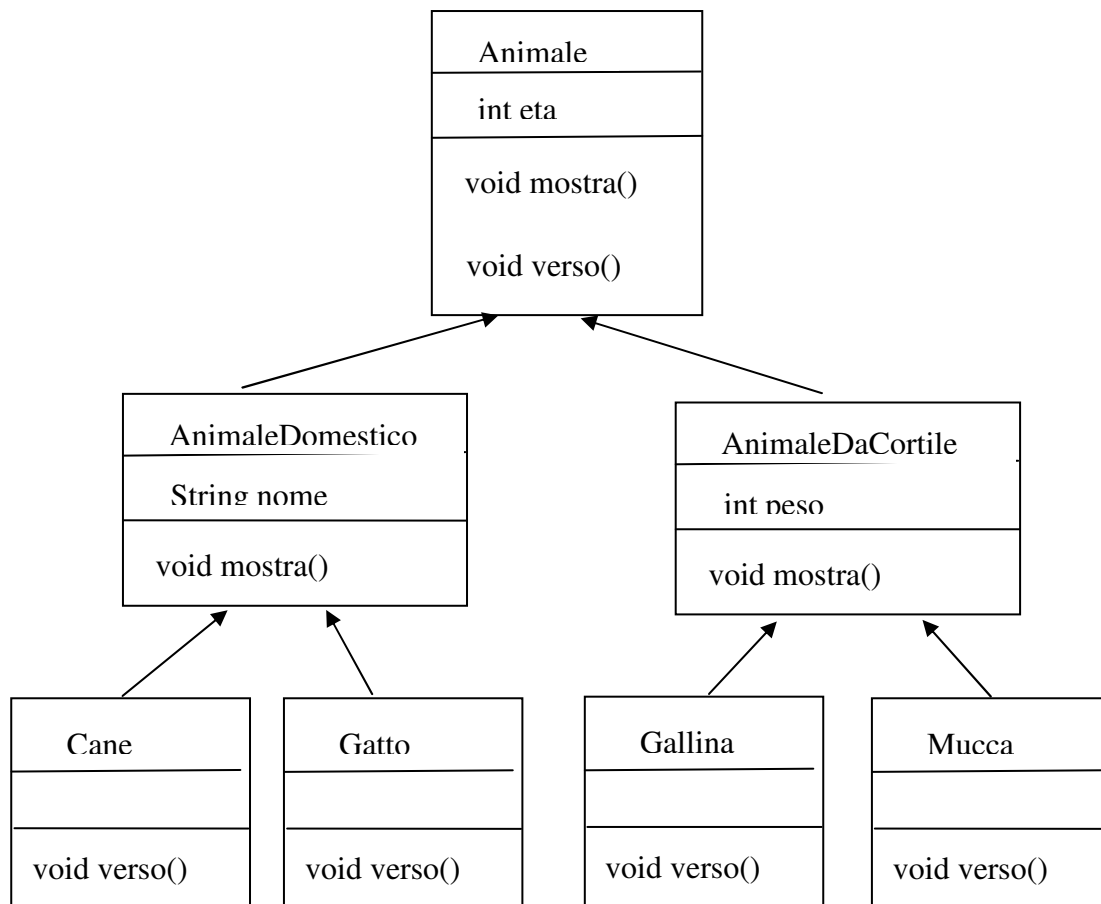 Animale
int eta
void mostra()
void verso()
AnimaleDomestico
String nome
void mostra()
AnimaleDaCortile
int peso
void mostra()
Cane
void verso()
Gatto
void verso()
Gallina
void verso()
Mucca
void verso()